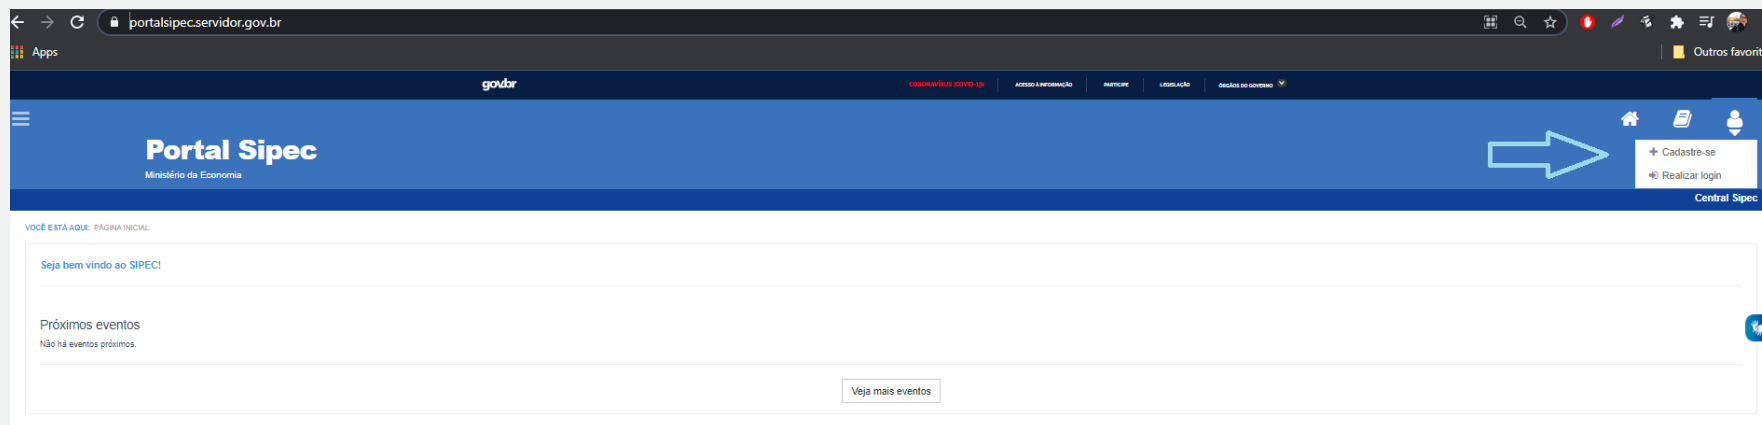 portalsipec.servidor.gov.br
Apps
Outros favorit
gov.br
CORONAVÍRUS (COVID-19)
ACESSO À INFORMAÇÃO
PARTICIPE
LEGISLAÇÃO
ÓRGÃOS DO GOVERNO
Portal Sipec
Ministério da Economia
Cadastre-se
Realizar login
Central Sipec
VOCÊ ESTÁ AQUI: PÁGINA INICIAL
Seja bem vindo ao SIPEC!
Próximos eventos
Não há eventos próximos.
Veja mais eventos